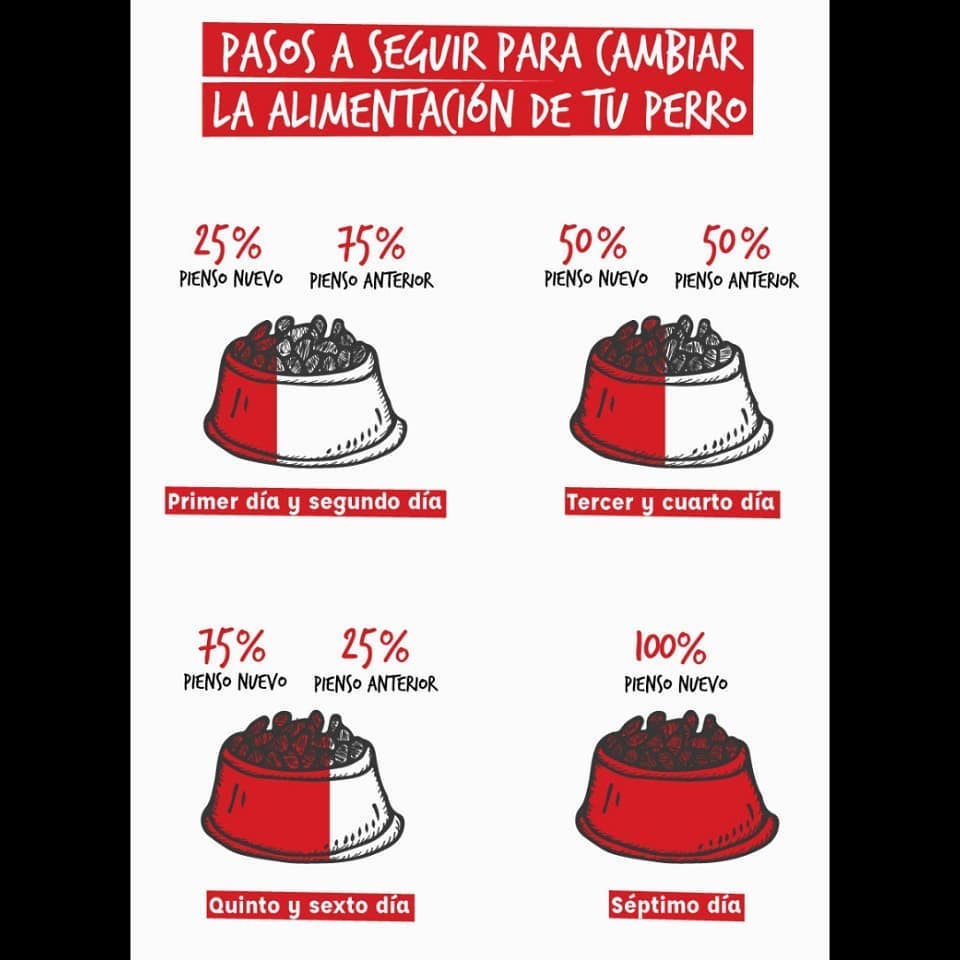 PASOS A SEGUIR PARA CAMBIAR
LA ALIMENTACIÓN DE TU PERRO
25% 75%
PIENSO NUEVO PIENSO ANTERIOR
Primer día y segundo día
50% 50%
PIENSO NUEVO PIENSO ANTERIOR
Tercer y cuarto día
75% 25%
PIENSO NUEVO PIENSO ANTERIOR
Quinto y sexto día
100%
PIENSO NUEVO
Séptimo día